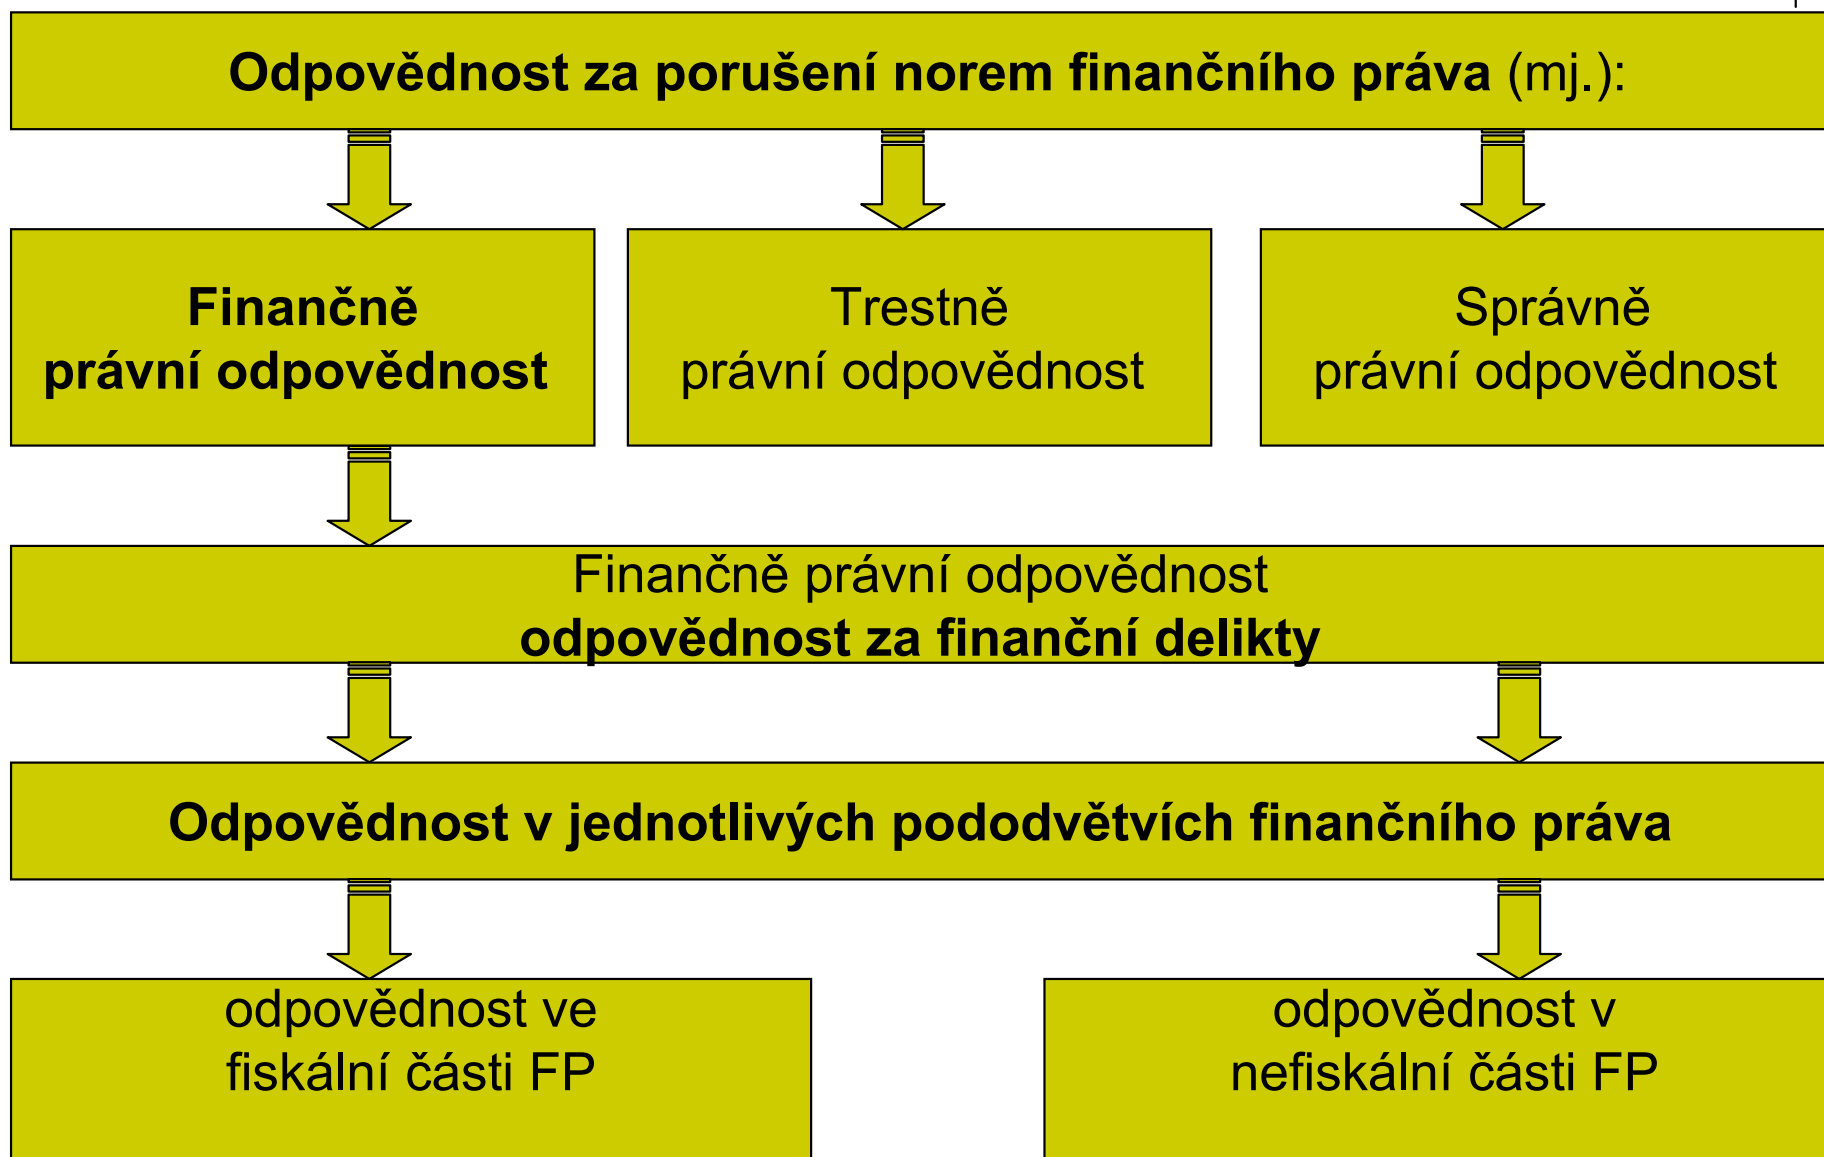 Odpovědnost za porušení norem finančního práva (mj.):
Finančně
právní odpovědnost
Trestně
právní odpovědnost
Správně
právní odpovědnost
Finančně právní odpovědnost
odpovědnost za finanční delikty
Odpovědnost v jednotlivých pododvětvích finančního práva
odpovědnost ve
fiskální části FP
odpovědnost v
nefiskální části FP